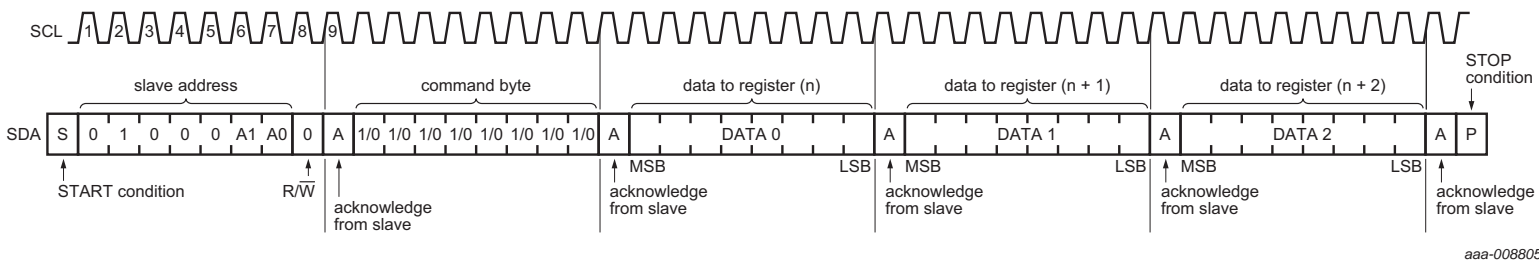 SCL 1 2 3 4 5 6 7 8 9
STOP
condition
slave address command byte data to register (n) data to register (n + 1) data to register (n + 2)
SDA S 0 1 0 0 0 A1 A0 0 A 1/0 1/0 1/0 1/0 1/0 1/0 1/0 1/0 A DATA 0 A DATA 1 A DATA 2 A P
MSB LSB MSB LSB MSB LSB
START condition R/W acknowledge
from slave
acknowledge
from slave
acknowledge
from slave
acknowledge
from slave
acknowledge
from slave
aaa-008805